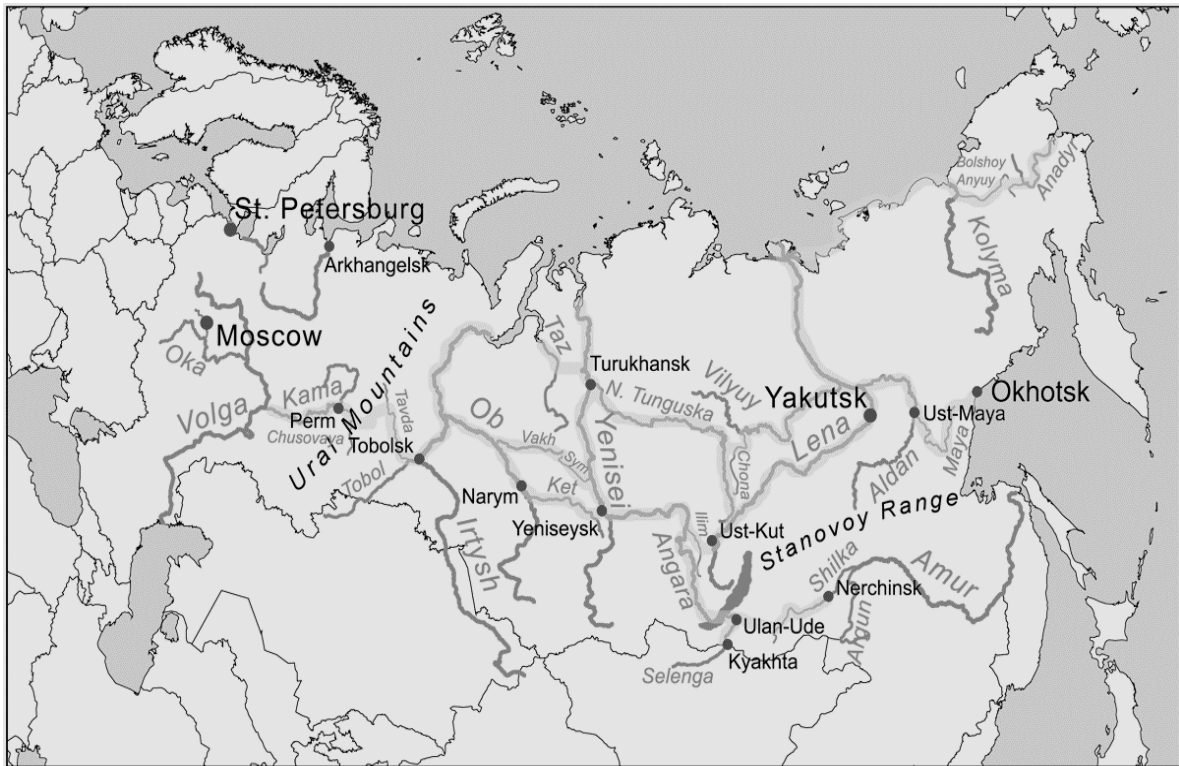 Bolshoy
Anyuy
Anadyr
St. Petersburg
Arkhangelsk
Kolyma
Moscow
Oka
Ural Mountains
Taz
Turukhansk
N. Tunguska
Vilyuy
Yakutsk
Okhotsk
Kama
Perm
Volga
Chusovaya
Tavda
Ob
Ust-Maya
Tobolsk
Tobol
Vakh
Sym
Yenisei
Chona
Lena
Maya
Aldan
Narym
Ket
Yeniseysk
Irtysh
Ilim
Ust-Kut
Stanovoy Range
Angara
Shilka
Amur
Nerchinsk
Argun
Ulan-Ude
Kyakhta
Selenga